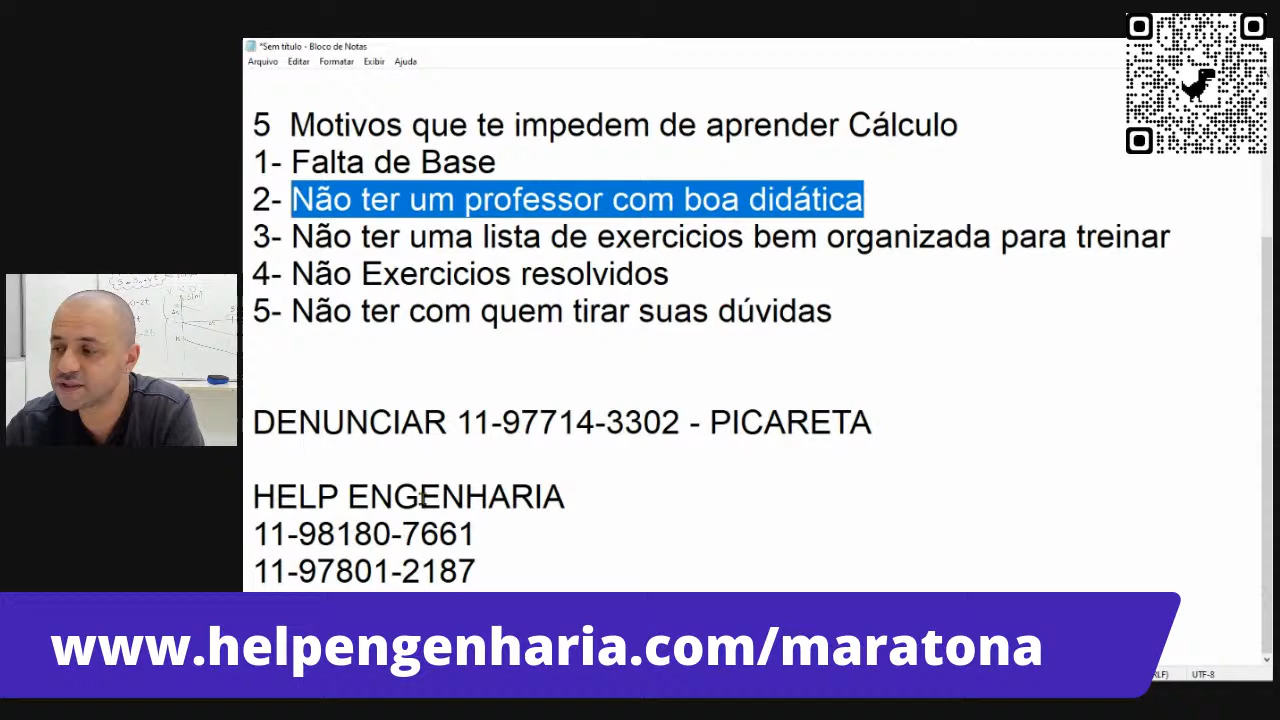 *Sem título - Bloco de Notas
Arquivo Editar Formatar Exibir Ajuda
5 Motivos que te impedem de aprender Cálculo
1- Falta de Base
2- Não ter um professor com boa didática
3- Não ter uma lista de exercicios bem organizada para treinar
4- Não Exercicios resolvidos
5- Não ter com quem tirar suas dúvidas
DENUNCIAR 11-97714-3302 - PICARETA
HELP ENGENHARIA
11-98180-7661
11-97801-2187
www.helpengenharia.com/maratona
RLF) UTF-8